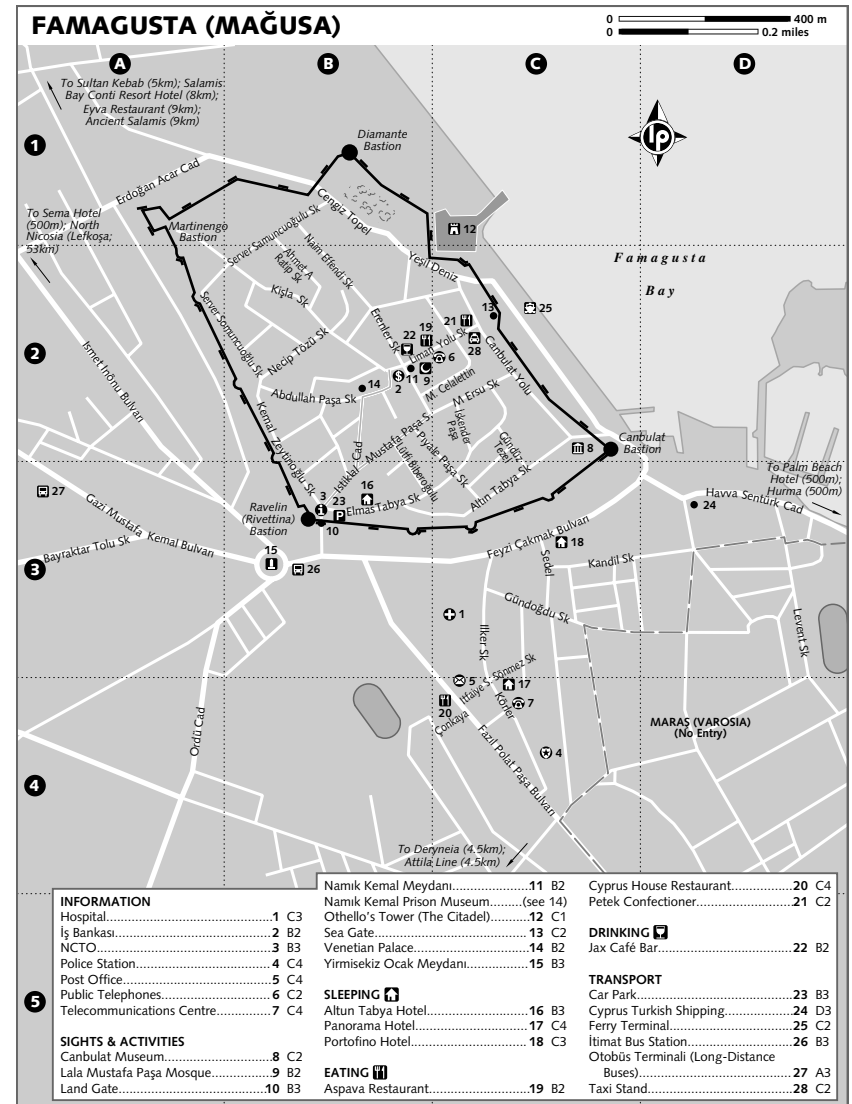 FAMAGUSTA (MAĞUSA)
0 400 m
0 0.2 miles
A
B
C
D
To Sultan Kebab (5km); Salamis
Bay Conti Resort Hotel (8km);
Eyva Restaurant (9km);
Ancient Salamis (9km)
1
Diamante
Bastion
lp
Erdoğan Acar Cad
To Sema Hotel
(500m); North
Nicosia (Lefkoşa;
53km)
Martinengo
Bastion
Cengiz Topel
12
Server Samuncuoğulu Sk
Naim Effendi Sk
Ahmet A
Ratip Sk
Yeşil Deniz
Famagusta
Bay
Kişla Sk
Server Somuncuoğlu Sk
13
25
21
19
Erenler Sk
22
Liman Yolu Sk
28
Canbulat Yolu
2
Necip Tözü Sk
6
Ismet Inönu Bulvarı
11
9
2
14
M. Celalettin
Abdullah Paşa Sk
M Ersu Sk
Kemal Zeytinoğlu Sk
Mustafa Paşa S.
Iskender
Paşa
Piyale Paşa Sk
Gündüz
Tezel
Canbulat
Bastion
8
Istiklal Cad
Lütfi Biberoğulu
To Palm Beach
Hotel (500m);
Hurma (500m)
27
Altın Tabya Sk
3
23
16
Elmas Tabya Sk
Havva Sentürk Cad
24
Ravelin
(Rivettina)
Bastion
10
Gazi Mustafa Kemal Bulvarı
Feyzi Çakmak Bulvarı
18
Bayraktar Tolu Sk
15
26
3
Sedel
Kandil Sk
Gündoğdu Sk
1
Ilker Sk
Levent Sk
5
Itfaiye S. Sönmez Sk
17
20
Çonkaya
Körler
7
MARAŞ (VAROSIA)
(No Entry)
Ordü Cad
Fazıl Polat Paşa Bulvarı
4
4
To Deryneia (4.5km);
Attila Line (4.5km)
5
INFORMATION
Hospital 1 C3
İş Bankası 2 B2
NCTO 3 B3
Police Station 4 C4
Post Office 5 C4
Public Telephones 6 C2
Telecommunications Centre 7 C4
SIGHTS & ACTIVITIES
Canbulat Museum 8 C2
Lala Mustafa Paşa Mosque 9 B2
Land Gate 10 B3
Namık Kemal Meydanı 11 B2
Namık Kemal Prison Museum (see 14)
Othello's Tower (The Citadel) 12 C1
Sea Gate 13 C2
Venetian Palace 14 B2
Yirmisekiz Ocak Meydanı 15 B3
SLEEPING
Altun Tabya Hotel 16 B3
Panorama Hotel 17 C4
Portofino Hotel 18 C3
EATING
Aspava Restaurant 19 B2
Cyprus House Restaurant 20 C4
Petek Confectioner 21 C2
DRINKING
Jax Café Bar 22 B2
TRANSPORT
Car Park 23 B3
Cyprus Turkish Shipping 24 D3
Ferry Terminal 25 C2
İtimat Bus Station 26 B3
Otobüs Terminali (Long-Distance
Buses) 27 A3
Taxi Stand 28 C2